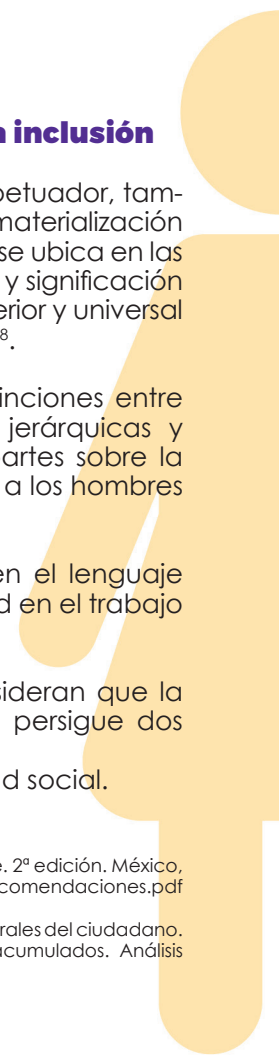 inclusión
petuador, tam-
materialización
se ubica en las
y significación
erior y universal
8.
inciones entre
jerárquicas y
artes sobre la
a los hombres
en el lenguaje
d en el trabajo
sideran que la
persigue dos
d social.
e. 2ª edición. México,
comendaciones.pdf
rales del ciudadano.
acumulados. Análisis